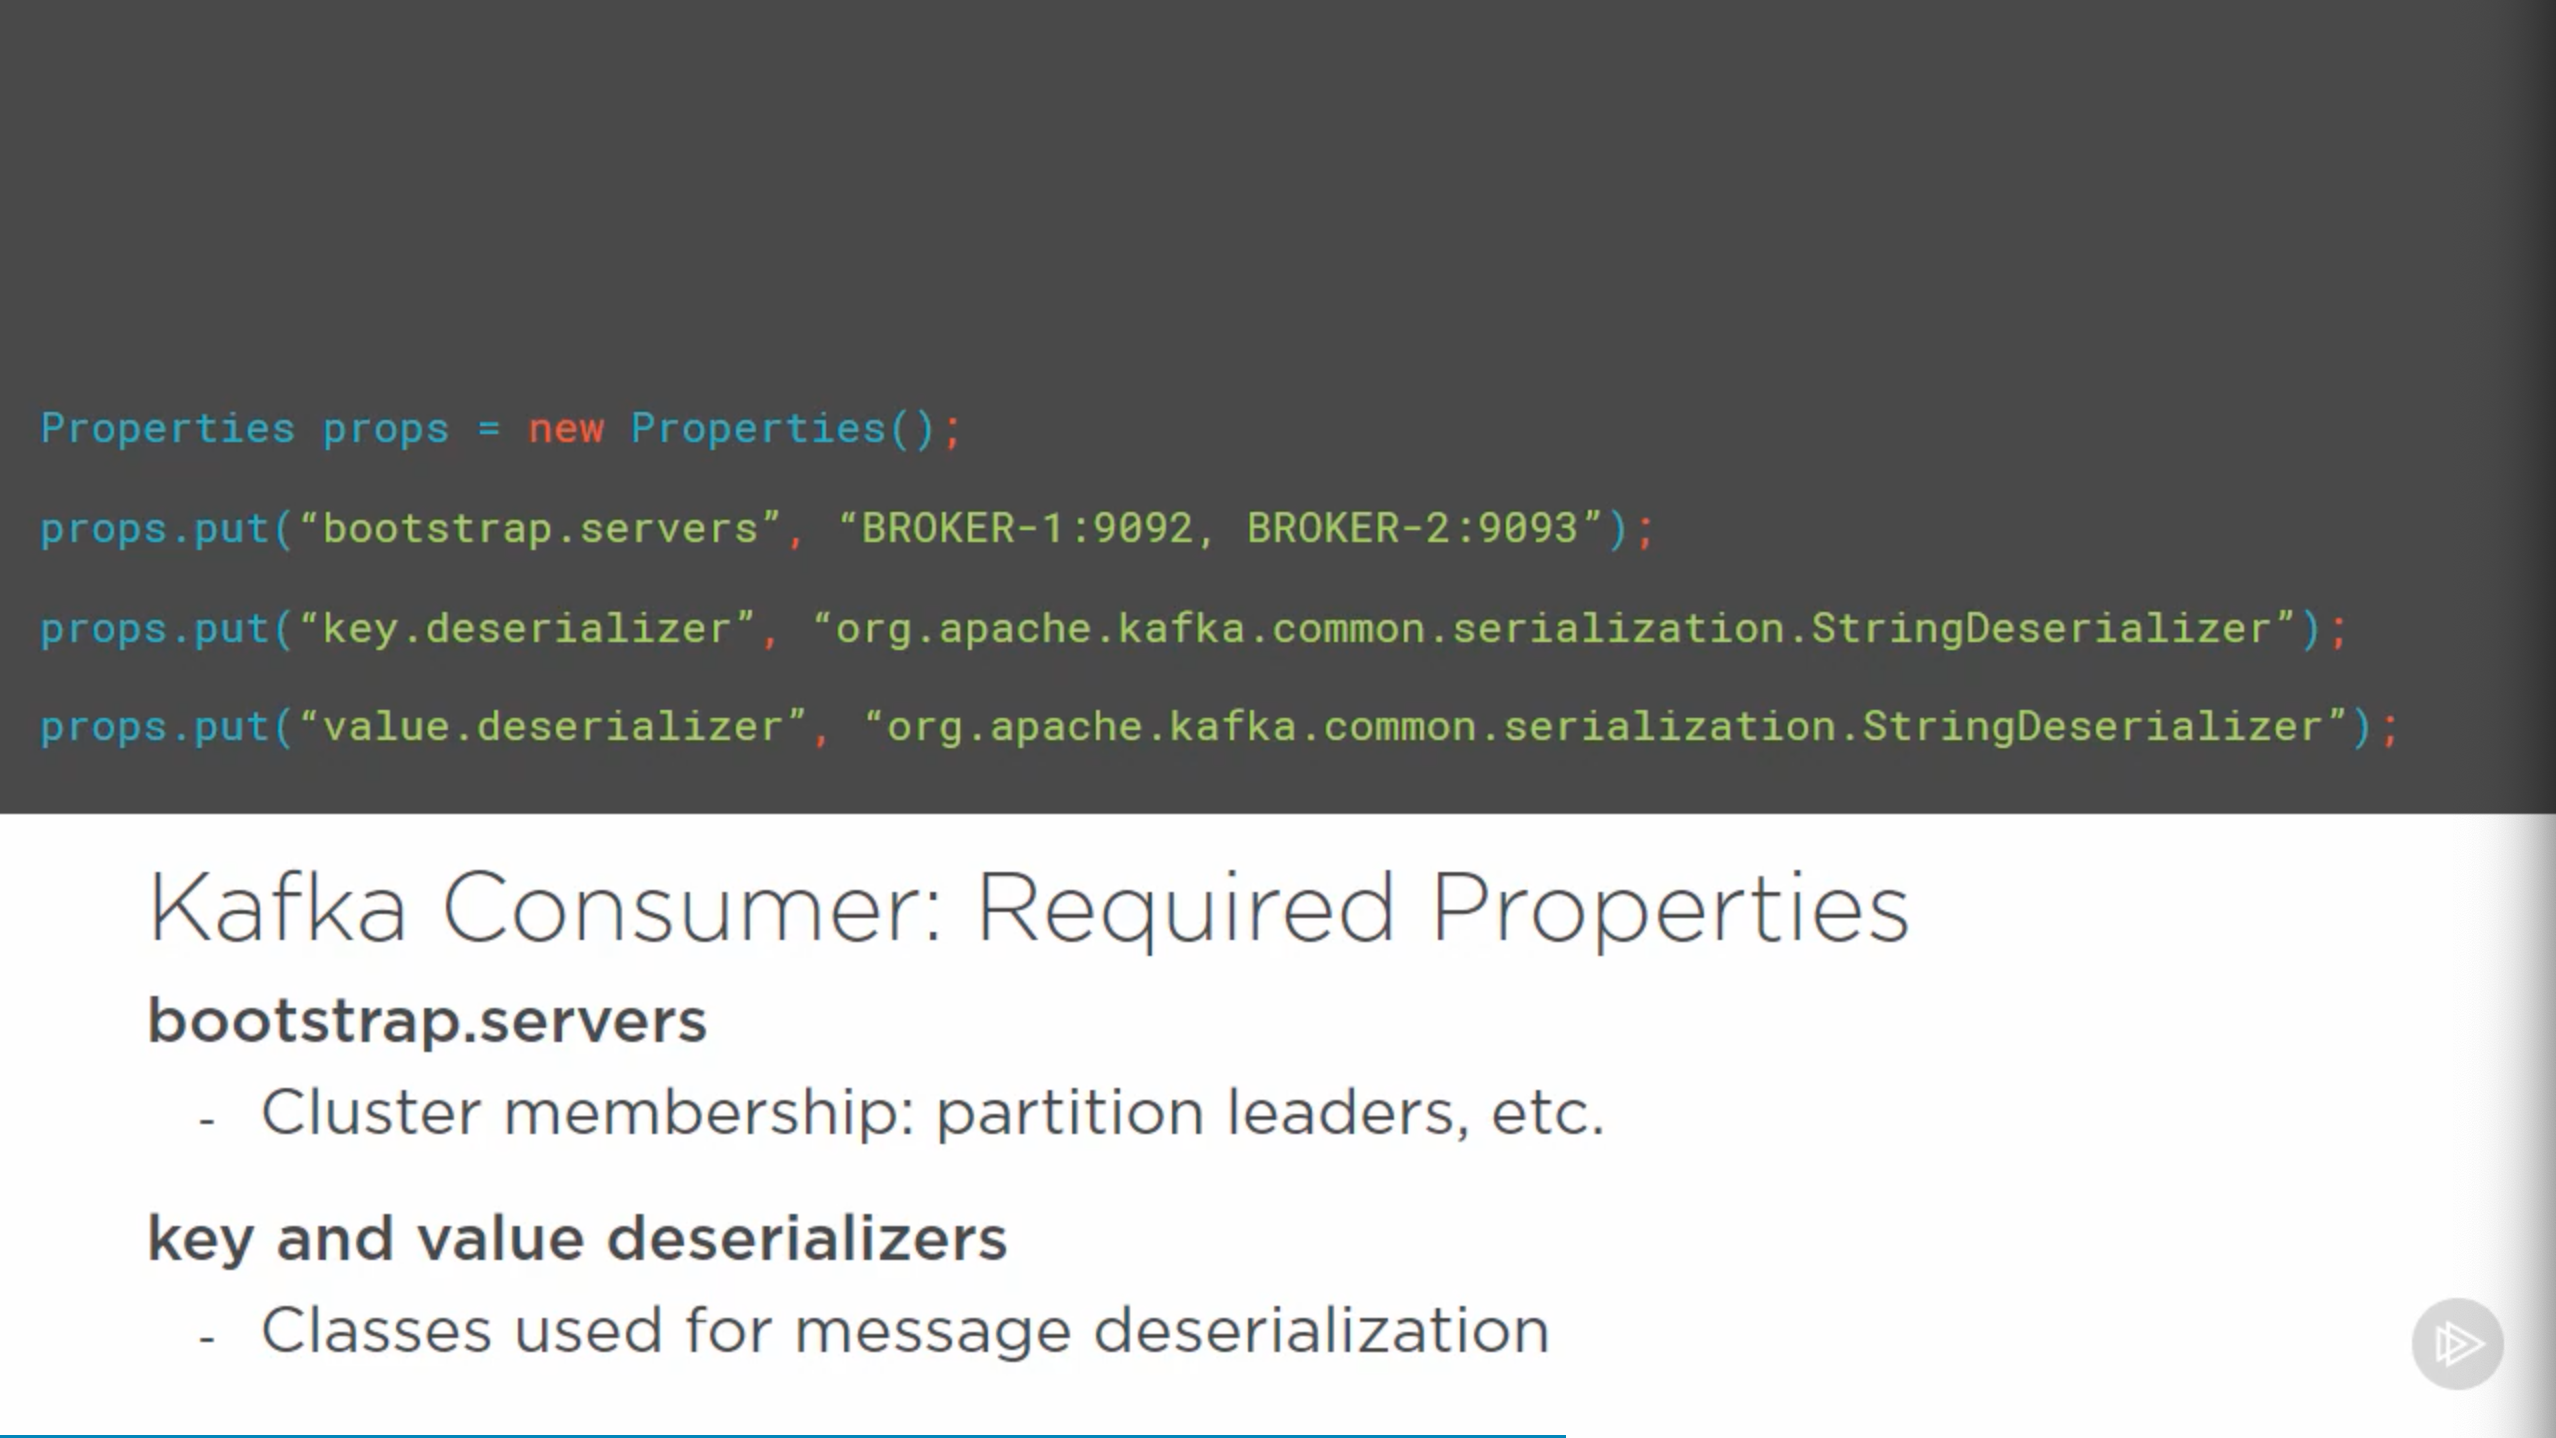 Properties props = new Properties();
props.put(“bootstrap.servers”, “BROKER-1:9092, BROKER-2:9093”);
props.put(“key.deserializer”, “org.apache.kafka.common.serialization.StringDeserializer”);
props.put(“value.deserializer”, “org.apache.kafka.common.serialization.StringDeserializer”);
Kafka Consumer: Required Properties
bootstrap.servers
- Cluster membership: partition leaders, etc.
key and value deserializers
- Classes used for message deserialization